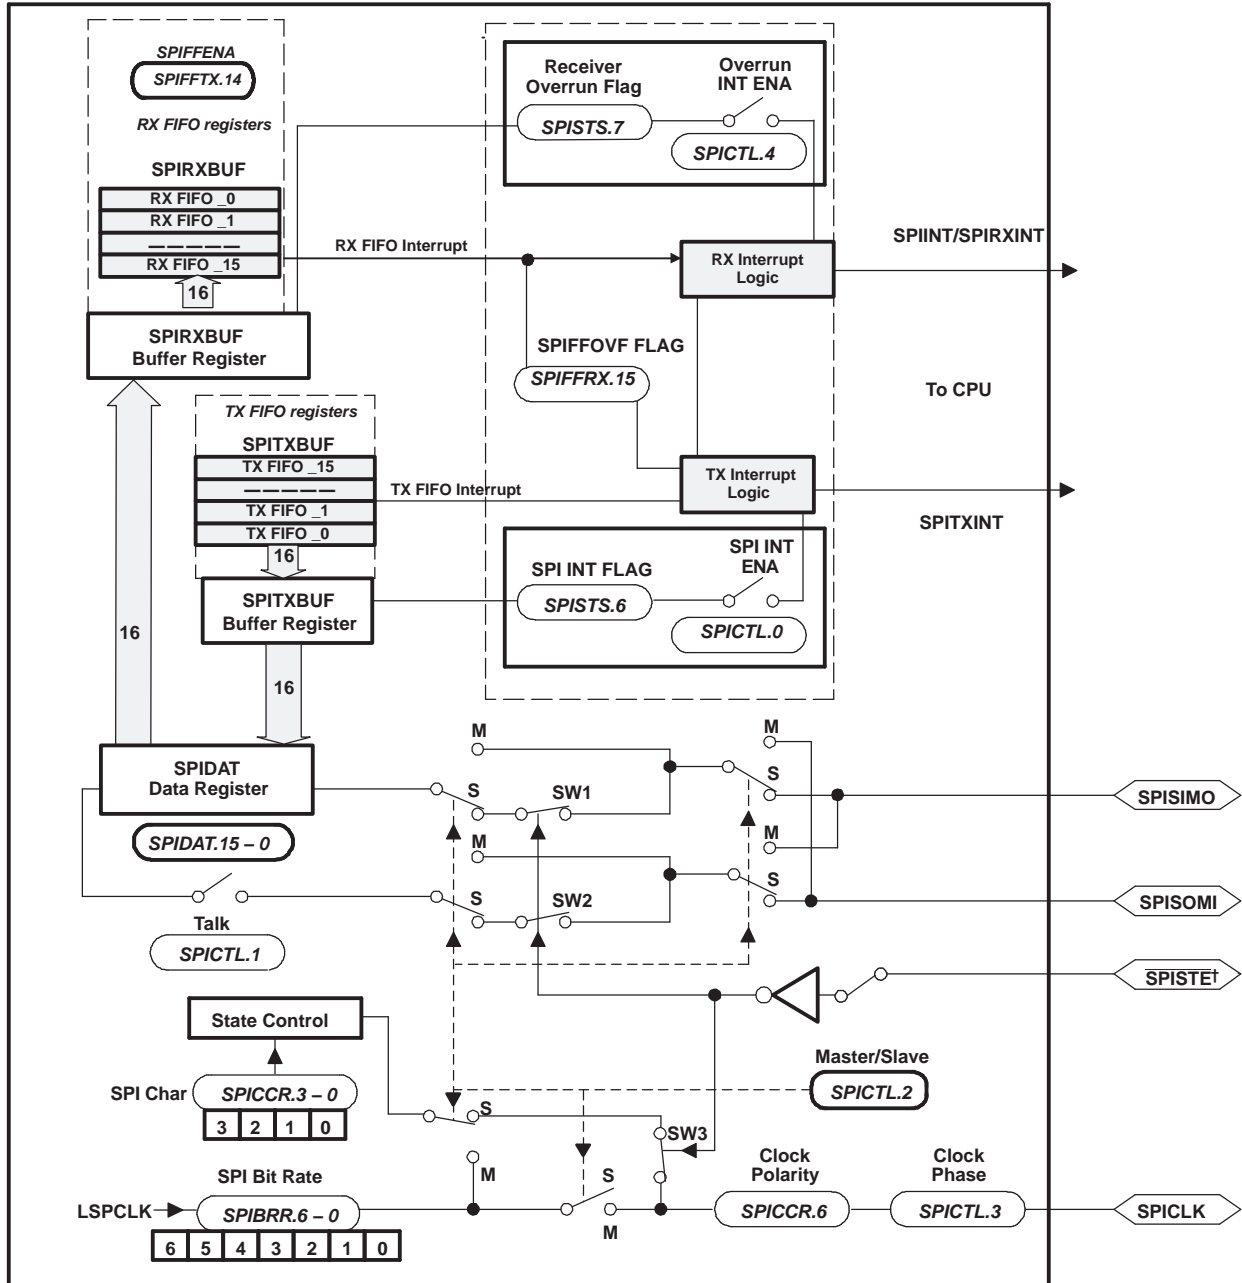 SPIFFENA
SPIFFTX.14
RX FIFO registers
SPIRXBUF
RX FIFO _0
RX FIFO _1
—————
RX FIFO _15
16
SPIRXBUF
Buffer Register
Receiver
Overrun Flag
SPISTS.7
Overrun
INT ENA
SPICTL.4
RX FIFO Interrupt
RX Interrupt
Logic
SPIINT/SPIRXINT
SPIFFOVF FLAG
SPIFFRX.15
To CPU
TX FIFO registers
SPITXBUF
TX FIFO _15
—————
TX FIFO _1
TX FIFO _0
16
TX FIFO Interrupt
TX Interrupt
Logic
SPITXINT
SPITXBUF
Buffer Register
SPI INT FLAG
SPISTS.6
SPI INT
ENA
SPICTL.0
16
16
SPIDAT
Data Register
SPIDAT.15 – 0
M
S
SW1
M
S
SPISIMO
M
S
SW2
M
S
SPISOMI
Talk
SPICTL.1
SPISTE†
State Control
Master/Slave
SPICTL.2
SPI Char
SPICCR.3 – 0
3 2 1 0
S
SW3
M
SPI Bit Rate
LSPCLK
SPIBRR.6 – 0
6 5 4 3 2 1 0
S
M
Clock
Polarity
SPICCR.6
Clock
Phase
SPICTL.3
SPICLK